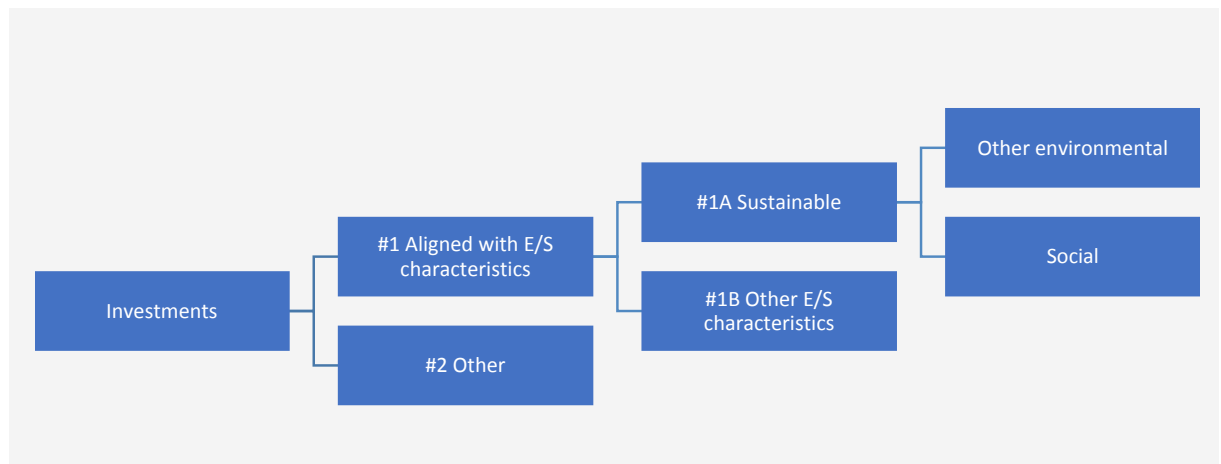 Investments
#1 Aligned with E/S
characteristics
#2 Other
#1A Sustainable
#1B Other E/S
characteristics
Other environmental
Social